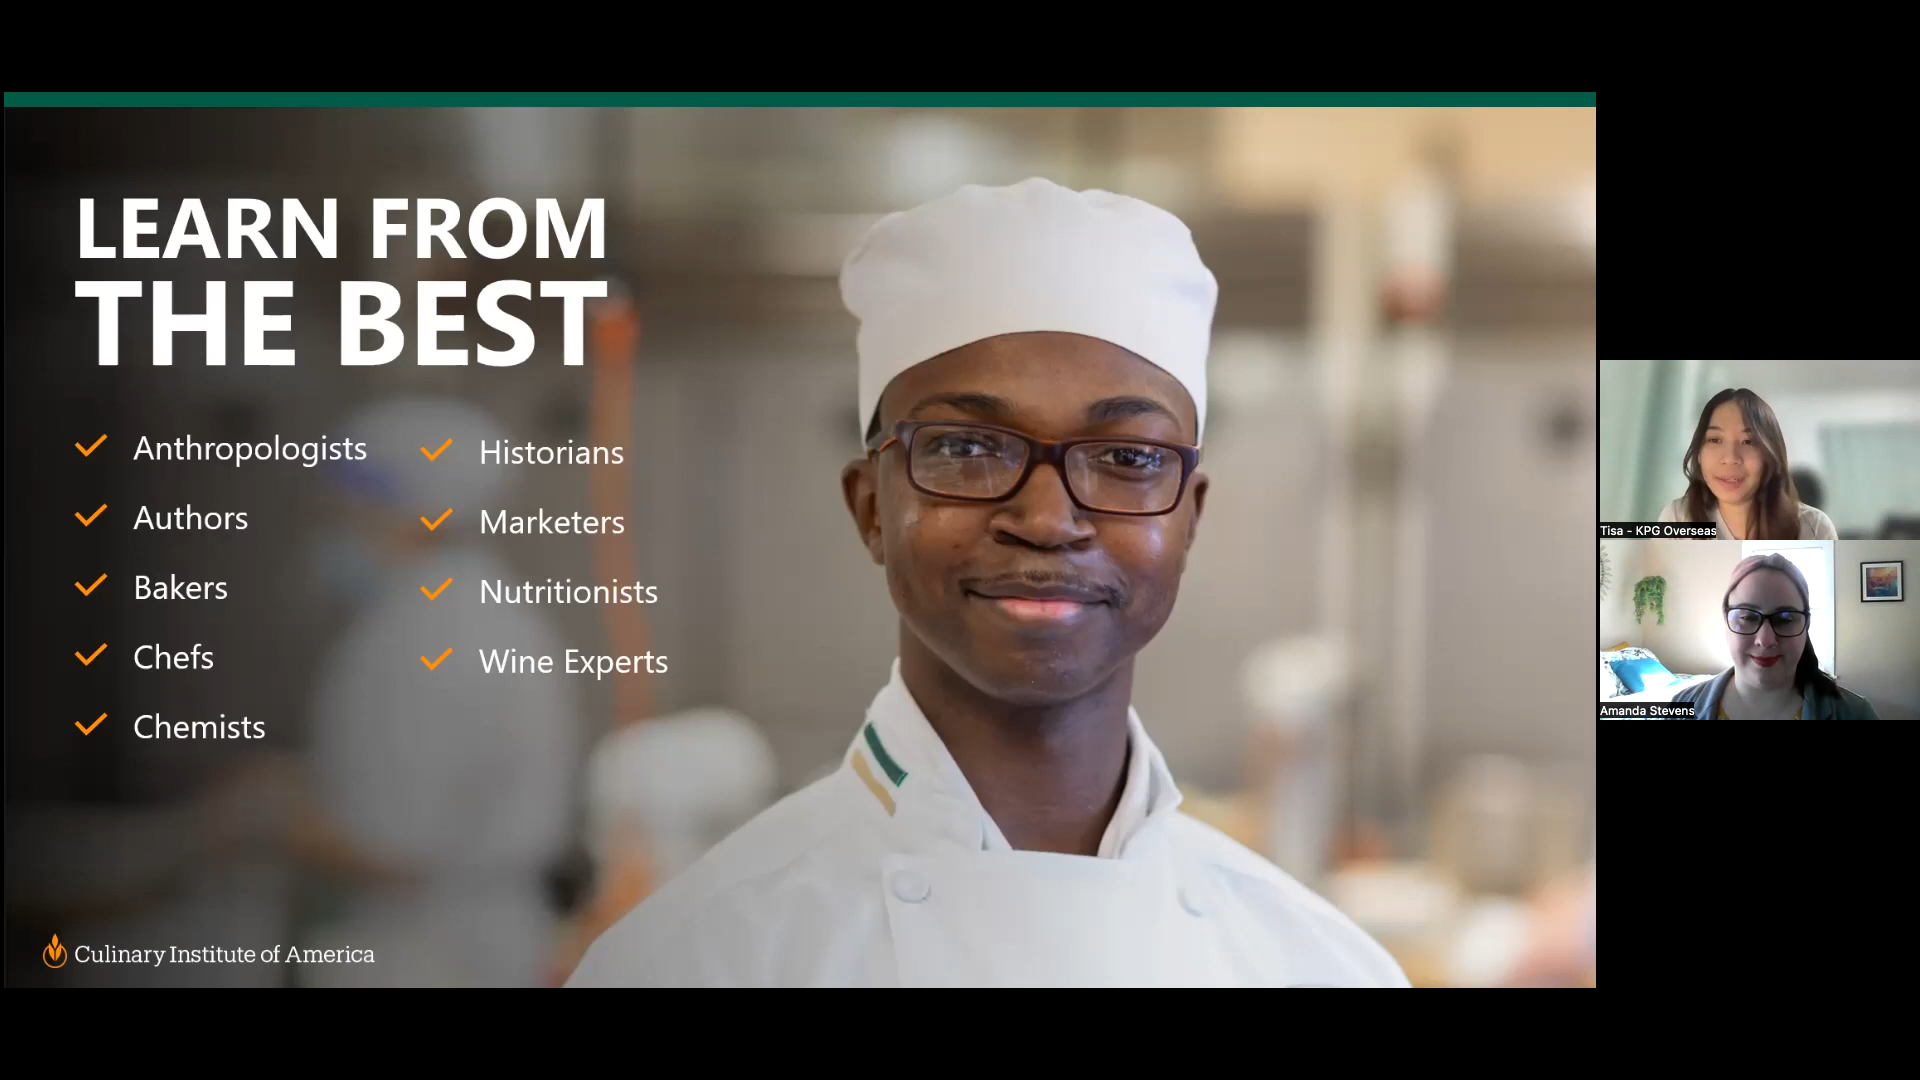 LEARN FROM
THE BEST
Anthropologists
Authors
Bakers
Chefs
Chemists
Historians
Marketers
Nutritionists
Wine Experts
Culinary Institute of America
Tisa - KPG Overseas
Amanda Stevens